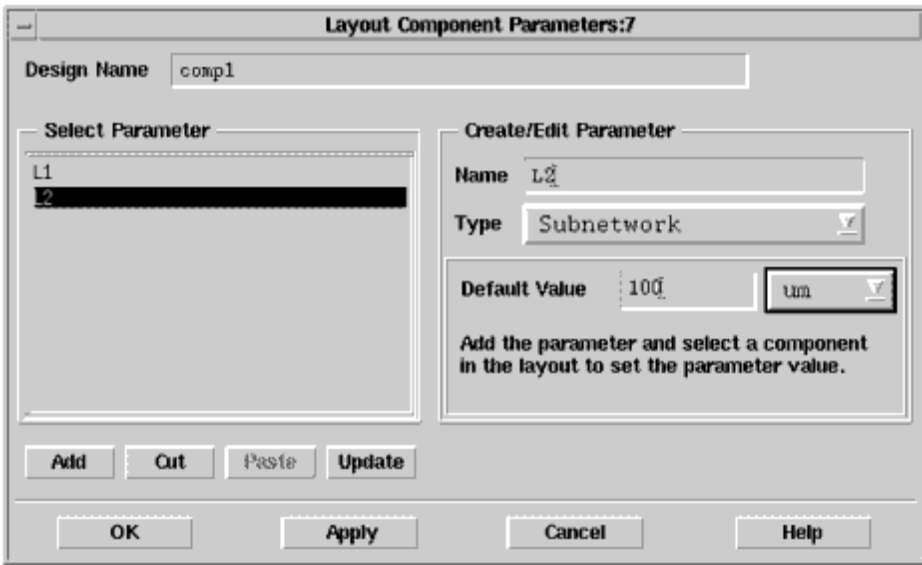 Layout Component Parameters:7
Design Name comp1
Select Parameter
L1
L2
Create/Edit Parameter
Name L2
Type Subnetwork
Default Value 100 um
Add the parameter and select a component
in the layout to set the parameter value.
Add Cut Paste Update
OK Apply Cancel Help